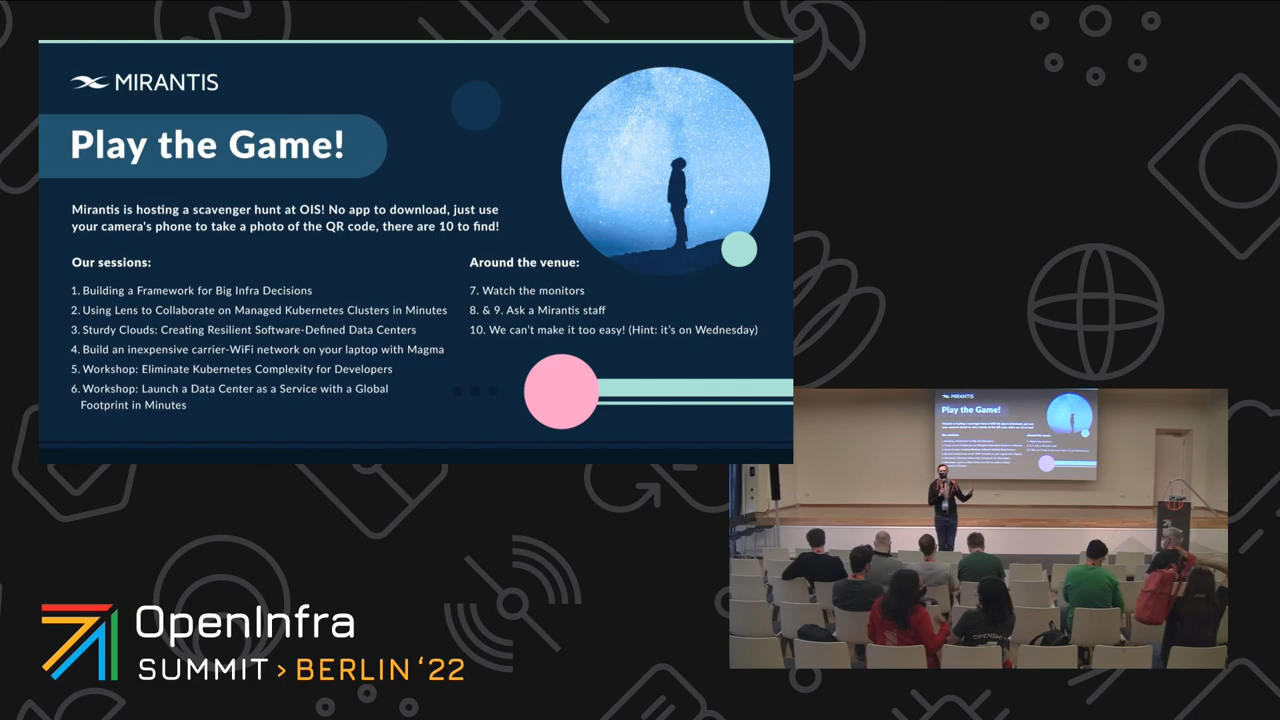 MIRANTIS
Play the Game!
Mirantis is hosting a scavenger hunt at OIS! No app to download, just use
your camera's phone to take a photo of the QR code, there are 10 to find!
Our sessions:
1. Building a Framework for Big Infra Decisions
2. Using Lens to Collaborate on Managed Kubernetes Clusters in Minutes
3. Sturdy Clouds: Creating Resilient Software-Defined Data Centers
4. Build an inexpensive carrier-WiFi network on your laptop with Magma
5. Workshop: Eliminate Kubernetes Complexity for Developers
6. Workshop: Launch a Data Center as a Service with a Global
Footprint in Minutes
Around the venue:
7. Watch the monitors
8. & 9. Ask a Mirantis staff
10. We can't make it too easy! (Hint: it's on Wednesday)
MIRANTIS
Play the Game!
OpenInfra
SUMMIT > BERLIN '22